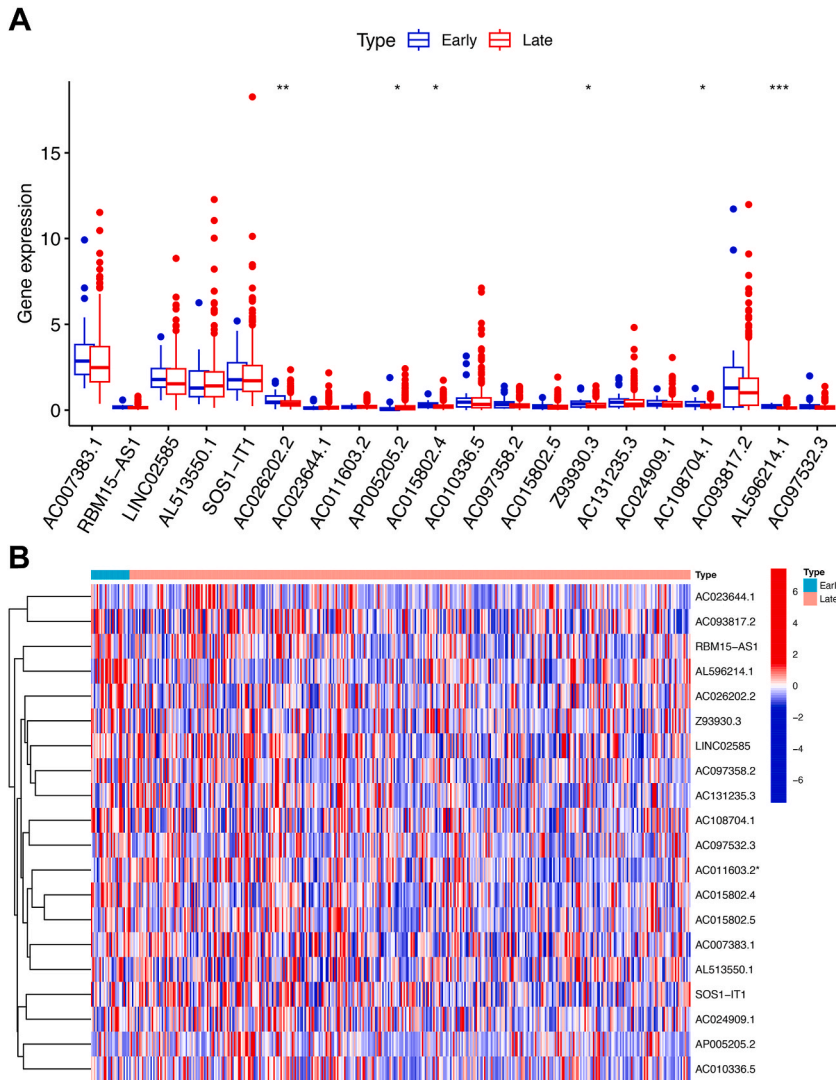 A
Type Early Late
** * * * * ***
Gene expression
15
10
5
0
AC007383.1
RBM15−AS1
LINC02585
AL513550.1
SOS1−IT1
AC026202.2
AC023644.1
AC011603.2
AP005205.2
AC015802.4
AC010336.5
AC097358.2
AC015802.5
Z93930.3
AC131235.3
AC024909.1
AC108704.1
AC093817.2
AL596214.1
AC097532.3
B
Type
AC023644.1
AC093817.2
RBM15−AS1
AL596214.1
AC026202.2
Z93930.3
LINC02585
AC097358.2
AC131235.3
AC108704.1
AC097532.3
AC011603.2*
AC015802.4
AC015802.5
AC007383.1
AL513550.1
SOS1−IT1
AC024909.1
AP005205.2
AC010336.5
6
4
2
0
−2
−4
−6
Type
Early
Late